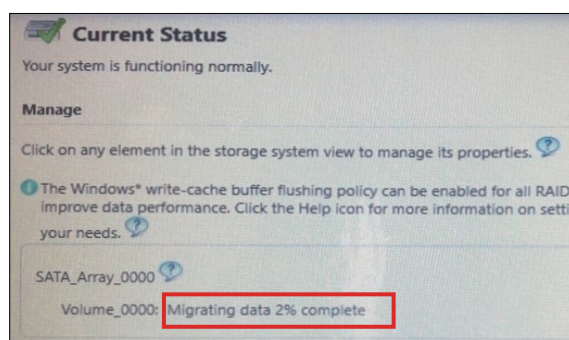 Current Status
Your system is functioning normally.
Manage
Click on any element in the storage system view to manage its properties.
The Windows* write-cache buffer flushing policy can be enabled for all RAID
improve data performance. Click the Help icon for more information on setti
your needs.
SATA_Array_0000
Volume_0000: Migrating data 2% complete